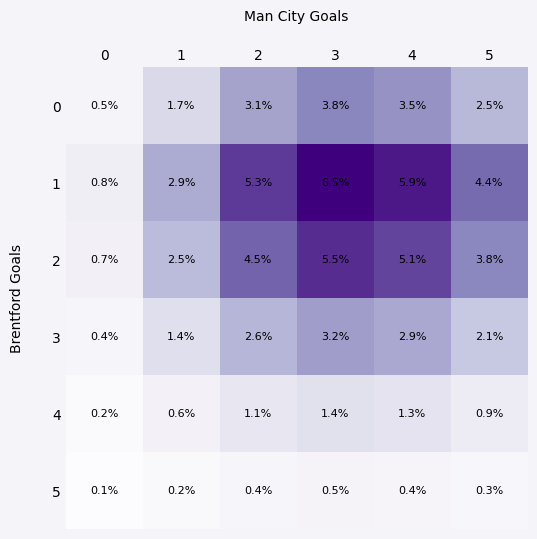 Man City Goals
0 1 2 3 4 5
0 0.5% 1.7% 3.1% 3.8% 3.5% 2.5%
1 0.8% 2.9% 5.3% 6.5% 5.9% 4.4%
2 0.7% 2.5% 4.5% 5.5% 5.1% 3.8%
3 0.4% 1.4% 2.6% 3.2% 2.9% 2.1%
4 0.2% 0.6% 1.1% 1.4% 1.3% 0.9%
5 0.1% 0.2% 0.4% 0.5% 0.4% 0.3%
Brentford Goals